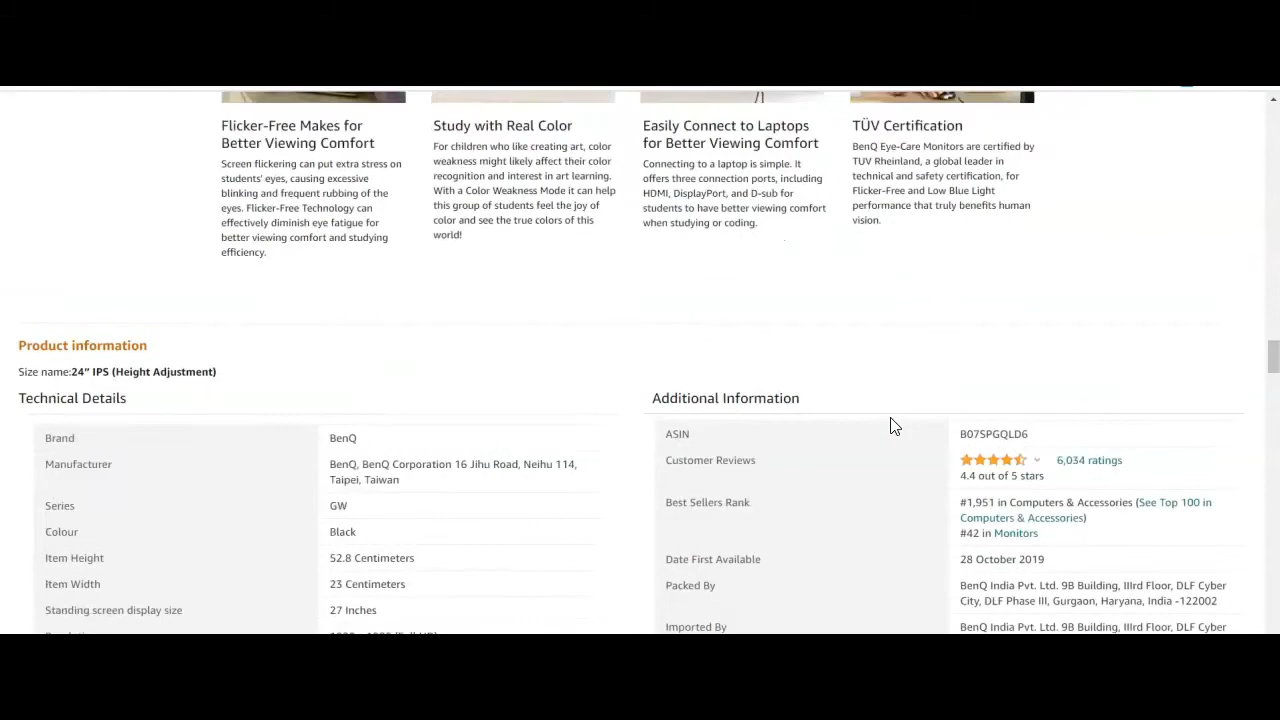 Flicker-Free Makes for
Better Viewing Comfort
Screen flickering can put extra stress on
students' eyes, causing excessive
blinking and frequent rubbing of the
eyes. Flicker-Free Technology can
effectively diminish eye fatigue for
better viewing comfort and studying
efficiency.
Study with Real Color
For children who like creating art, color
weakness might likely affect their color
recognition and interest in art learning.
With a Color Weakness Mode it can help
this group of students feel the joy of
color and see the true colors of this
world!
Easily Connect to Laptops
for Better Viewing Comfort
Connecting to a laptop is simple. It
offers three connection ports, including
HDMI, DisplayPort, and D-sub for
students to have better viewing comfort
when studying or coding.
TÜV Certification
BenQ Eye-Care Monitors are certified by
TUV Rheinland, a global leader in
technical and safety certification, for
Flicker-Free and Low Blue Light
performance that truly benefits human
vision.
Product information
Size name:24” IPS (Height Adjustment)
Technical Details
Brand BenQ
Manufacturer BenQ, BenQ Corporation 16 Jihu Road, Neihu 114,
Taipei, Taiwan
Series GW
Colour Black
Item Height 52.8 Centimeters
Item Width 23 Centimeters
Standing screen display size 27 Inches
Additional Information
ASIN B07SPGQLD6
Customer Reviews 6,034 ratings
4.4 out of 5 stars
Best Sellers Rank #1,951 in Computers & Accessories (See Top 100 in
Computers & Accessories)
#42 in Monitors
Date First Available 28 October 2019
Packed By BenQ India Pvt. Ltd. 9B Building, IIIrd Floor, DLF Cyber
City, DLF Phase III, Gurgaon, Haryana, India -122002
Imported By BenQ India Pvt. Ltd. 9B Building, IIIrd Floor, DLF Cyber